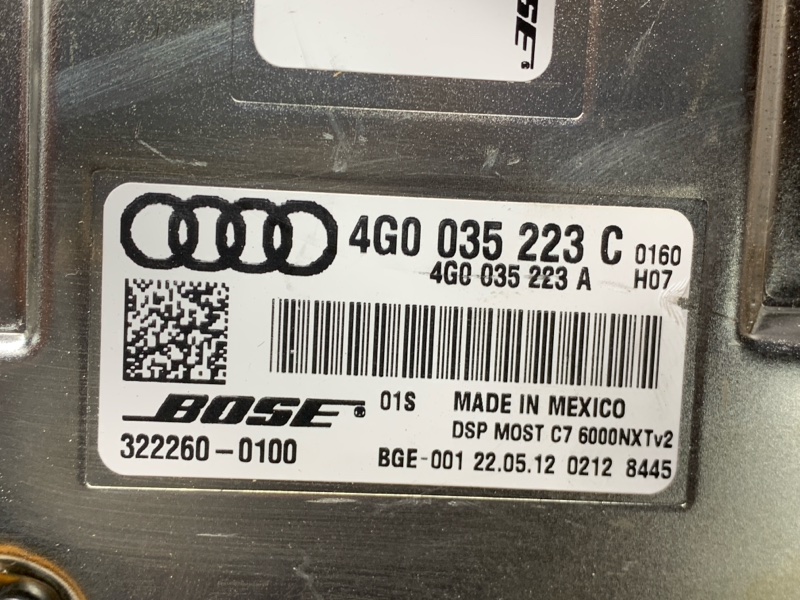 BOSE®
4G0 035 223 C 0160
4G0 035 223 A H07
BOSE® 01S MADE IN MEXICO
DSP MOST C7 6000NXTv2
322260-0100 BGE-001 22.05.12 0212 8445